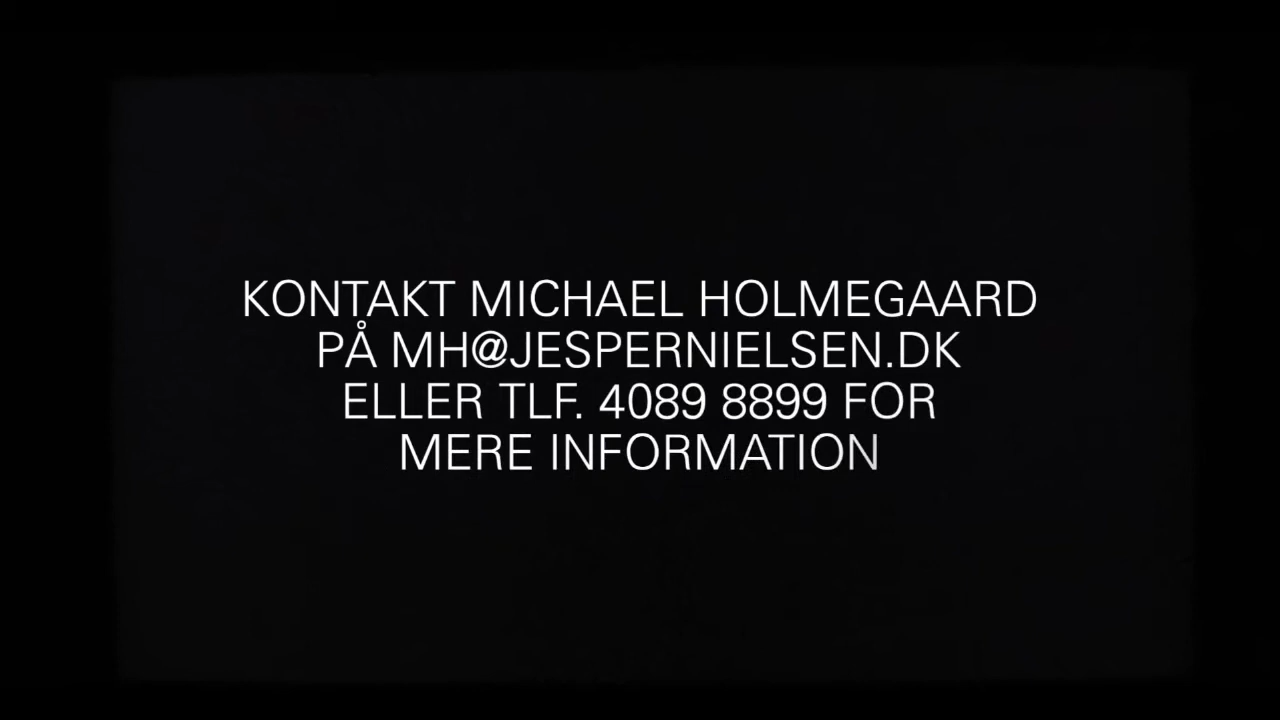 KONTAKT MICHAEL HOLMEGAARD
PÅ MH@JESPERNIELSEN.DK
ELLER TLF. 4089 8899 FOR
MERE INFORMATION